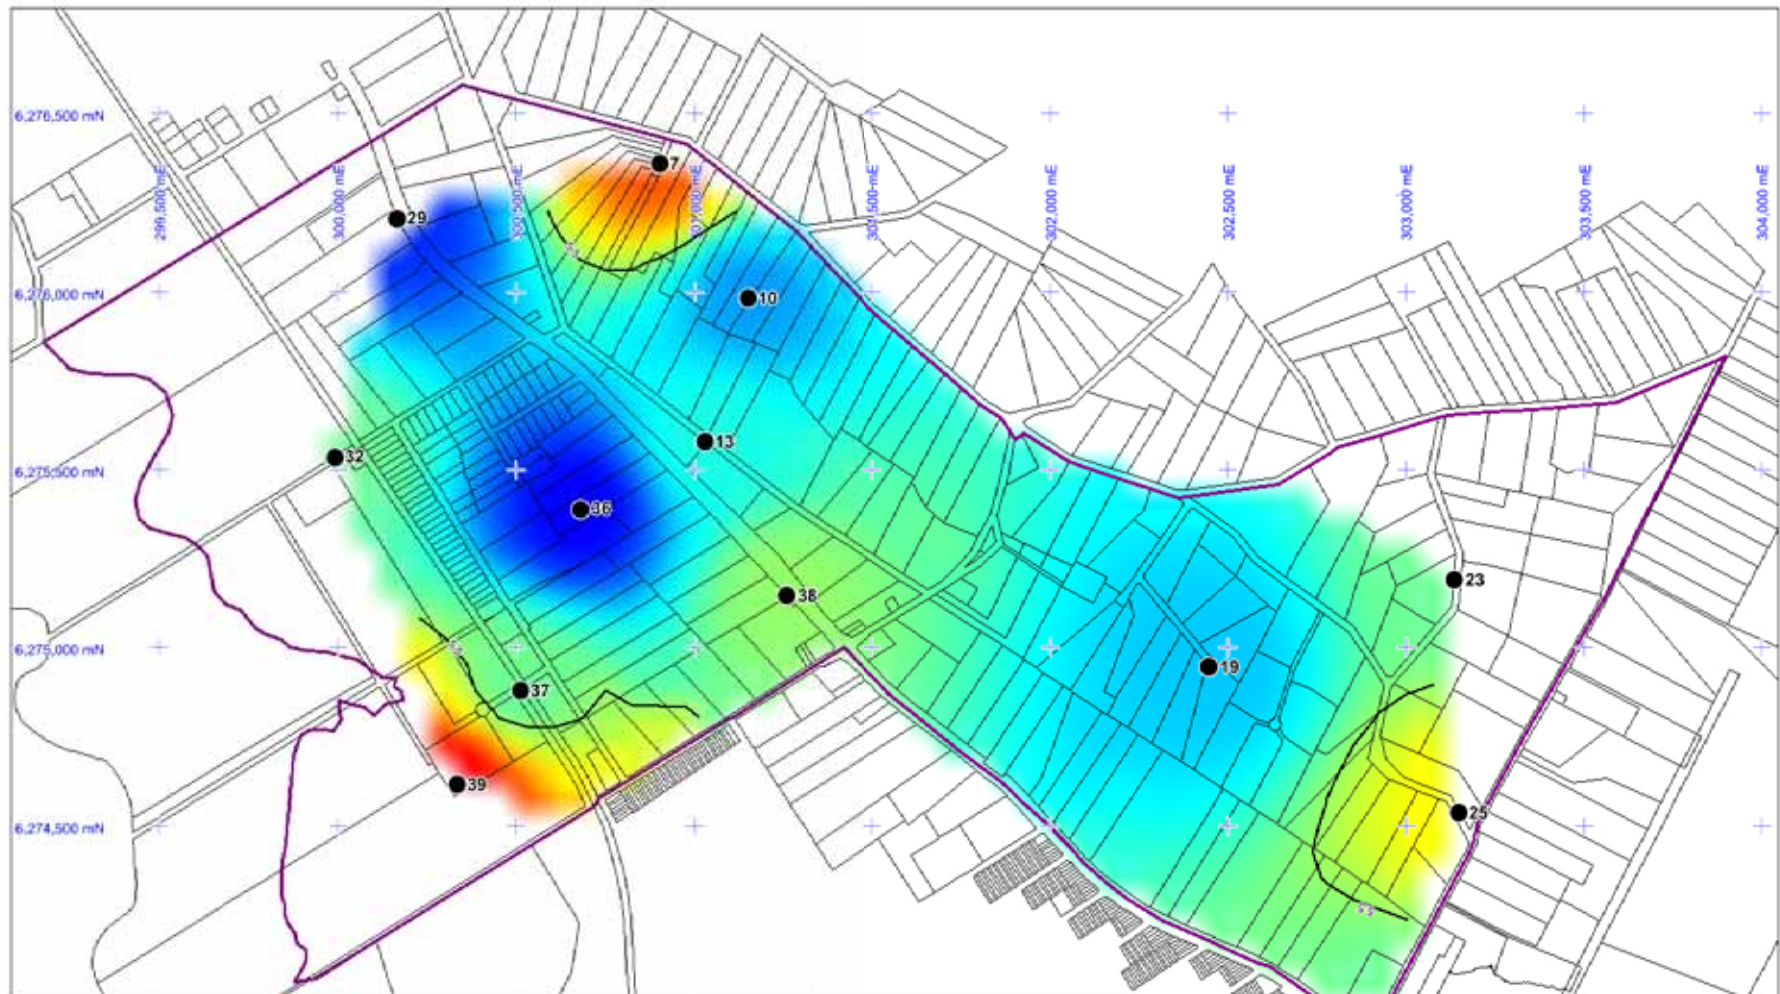 6,276,500 mN
7
299,500 mE
300,000 mE
300,500 mE
301,000 mE
301,500 mE
302,000 mE
302,500 mE
303,000 mE
303,500 mE
304,000 mE
29
6,276,000 mN
10
13
32
6,275,500 mN
36
23
38
6,275,000 mN
19
37
39
25
6,274,500 mN